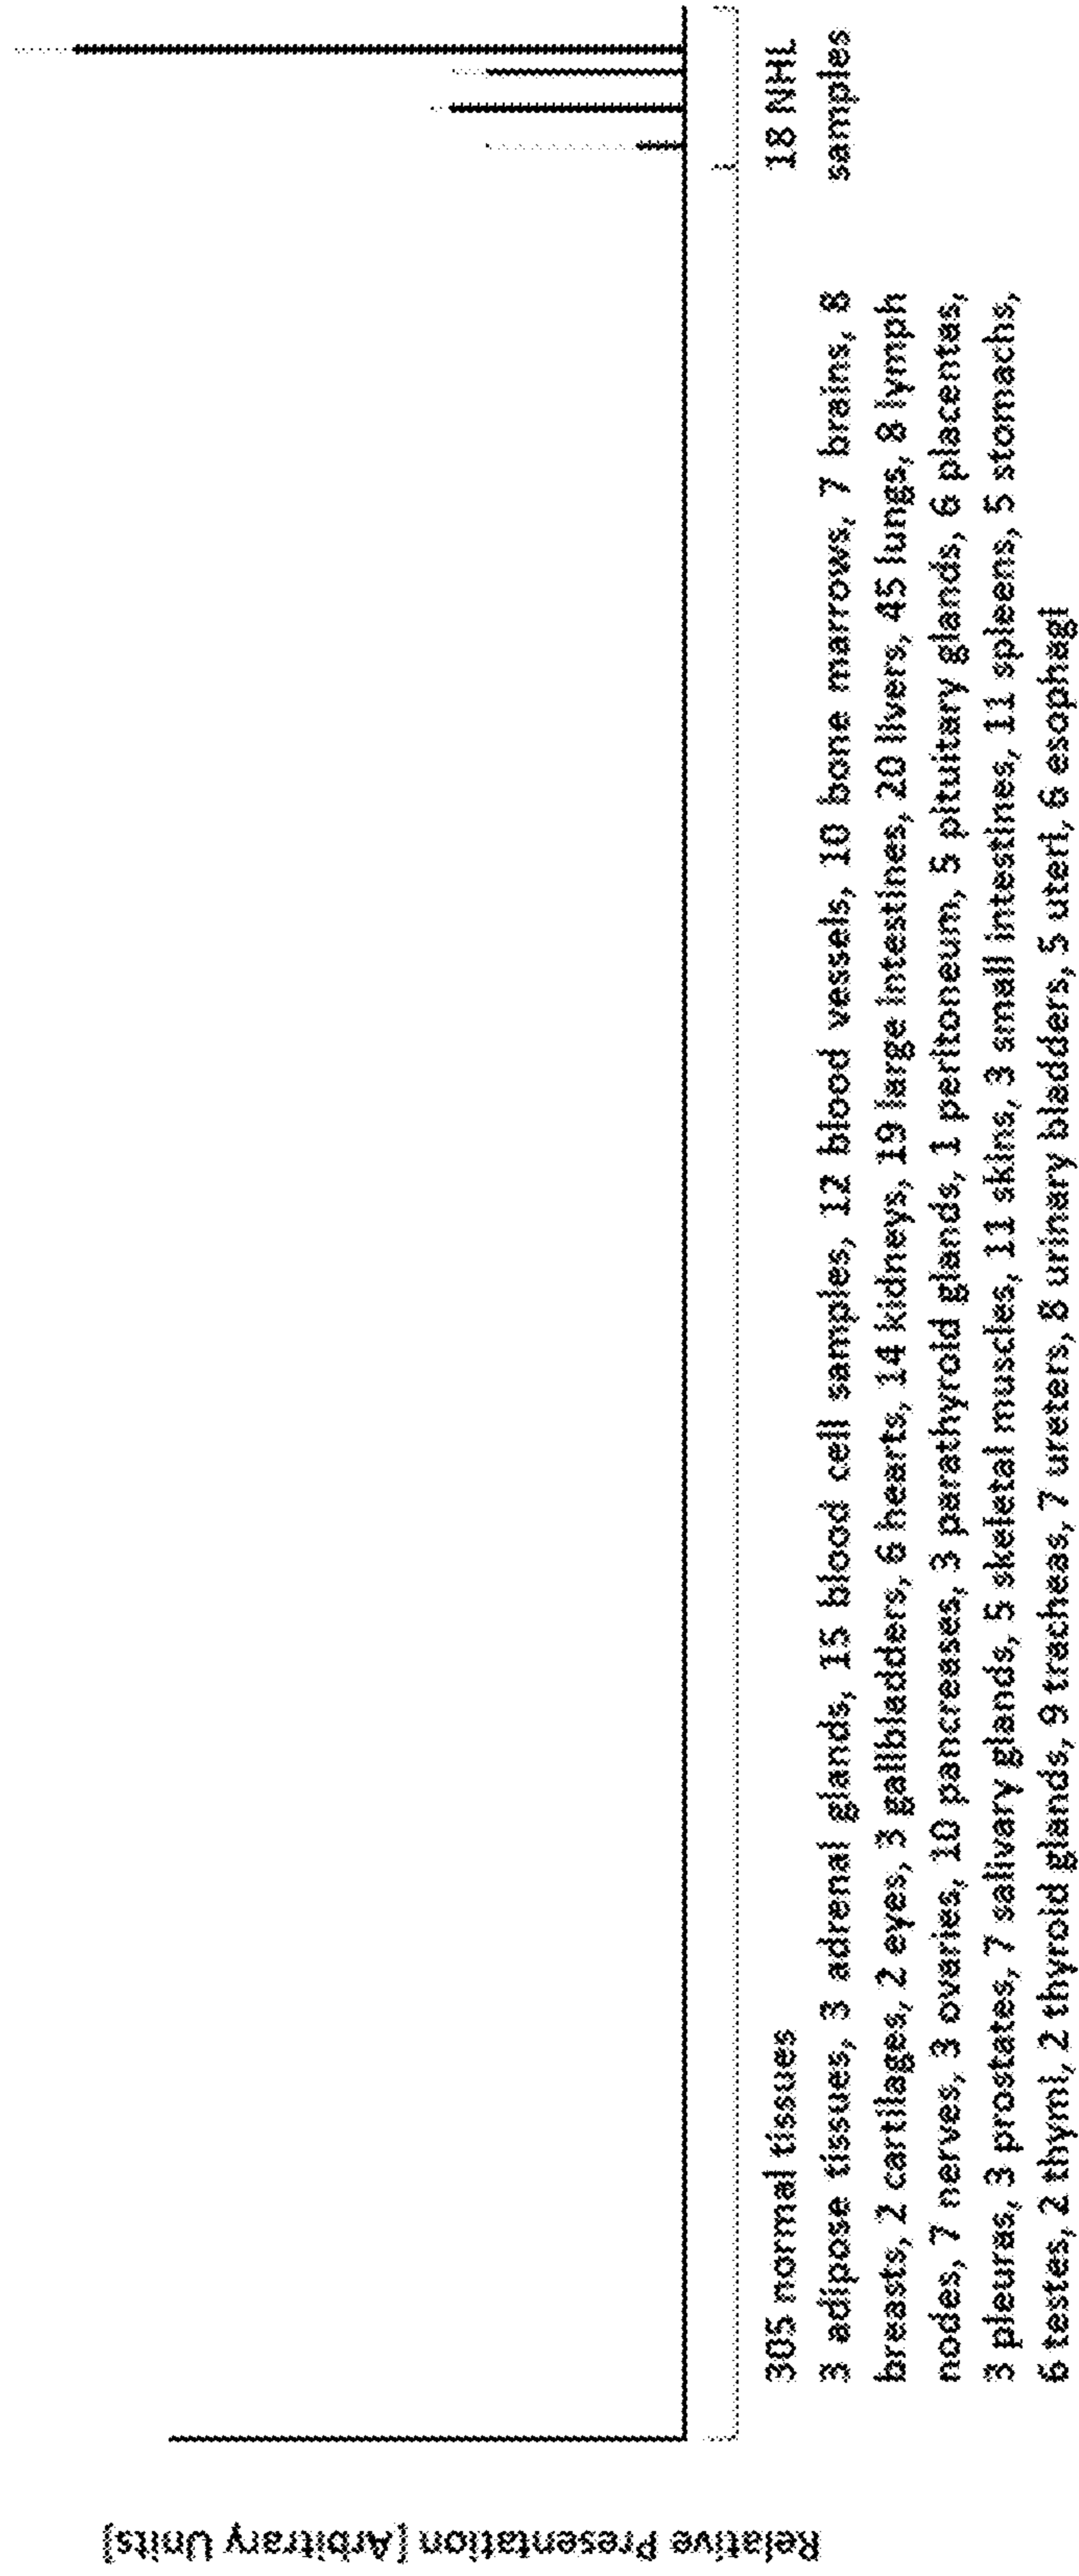 Relative Presentation [Arbitrary Units]
305 normal tissues
18 NHL
samples
3 adipose tissues, 3 adrenal glands, 15 blood cell samples, 12 blood vessels, 10 bone marrows, 7 brains, 8
breasts, 2 cartilages, 2 eyes, 3 gallbladders, 6 hearts, 14 kidneys, 19 large intestines, 20 livers, 45 lungs, 8 lymph
nodes, 7 nerves, 3 ovaries, 10 pancreases, 3 parathyroid glands, 1 peritoneum, 5 pituitary glands, 6 placentas,
3 pleuras, 3 prostates, 7 salivary glands, 5 skeletal muscles, 11 skins, 3 small intestines, 11 spleens, 5 stomachs,
6 testes, 2 thymi, 2 thyroid glands, 9 tracheas, 7 ureters, 8 urinary bladders, 5 uteri, 6 esophagi